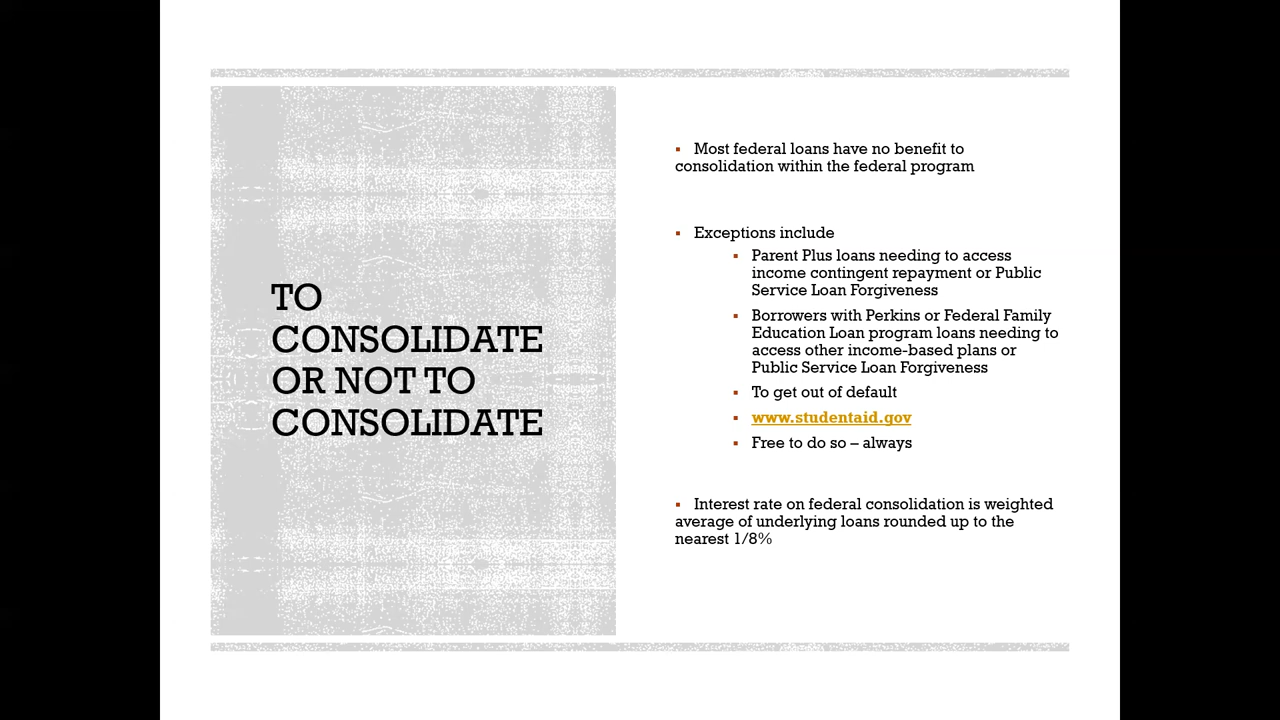 TO
CONSOLIDATE
OR NOT TO
CONSOLIDATE
▪ Most federal loans have no benefit to
consolidation within the federal program
▪ Exceptions include
▪ Parent Plus loans needing to access
income contingent repayment or Public
Service Loan Forgiveness
▪ Borrowers with Perkins or Federal Family
Education Loan program loans needing to
access other income-based plans or
Public Service Loan Forgiveness
▪ To get out of default
▪ www.studentaid.gov
▪ Free to do so – always
▪ Interest rate on federal consolidation is weighted
average of underlying loans rounded up to the
nearest 1/8%